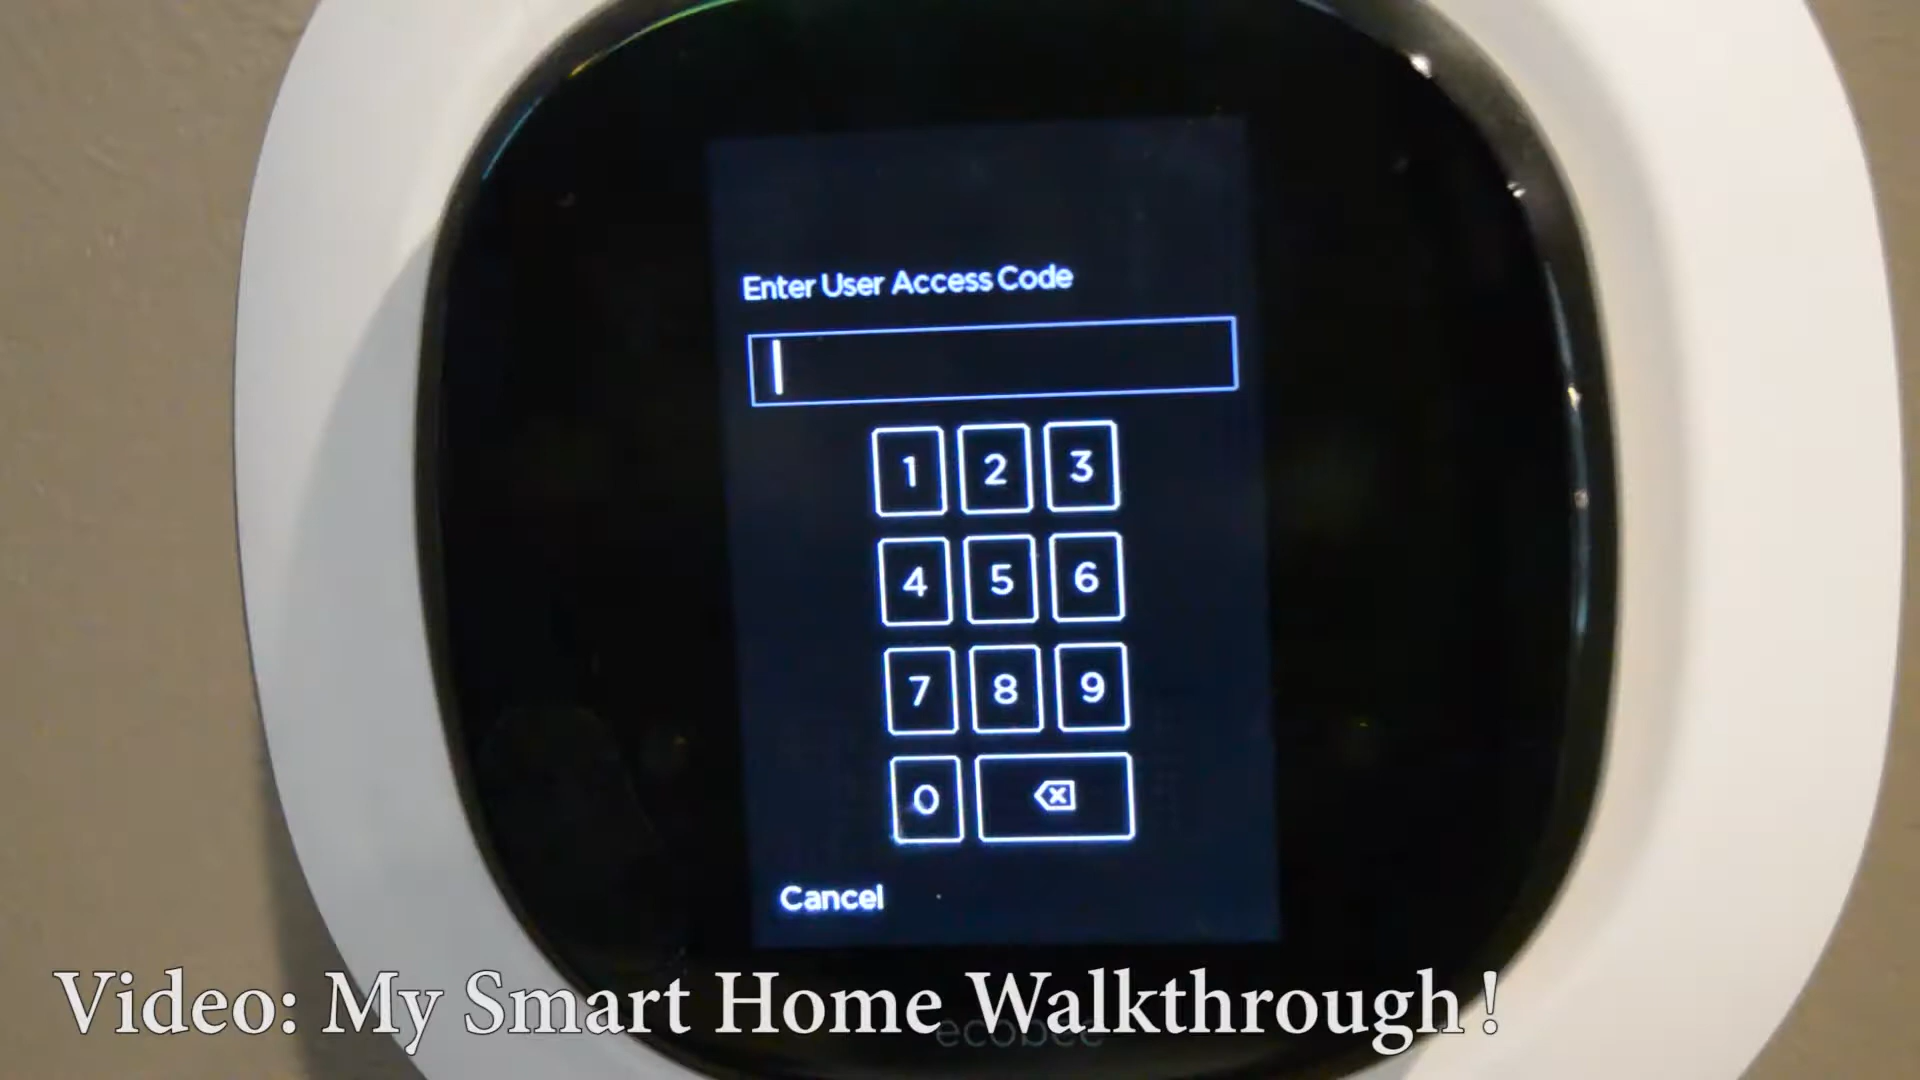 Enter User Access Code
1 2 3
4 5 6
7 8 9
0
Cancel
Video: My Smart Home Walkthrough!
ecobee